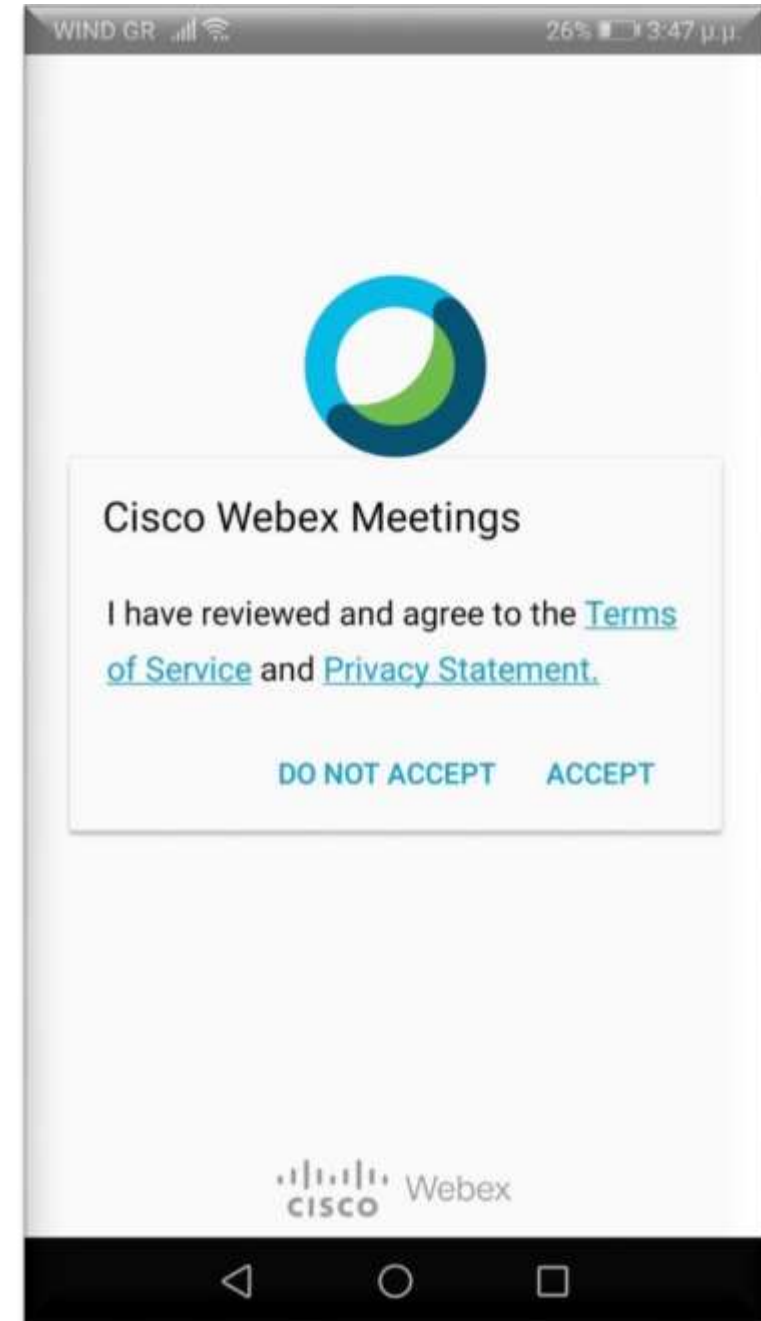 WIND GR 26% 3:47 μ.μ.
Cisco Webex Meetings
I have reviewed and agree to the Terms
of Service and Privacy Statement.
DO NOT ACCEPT ACCEPT
CISCO Webex